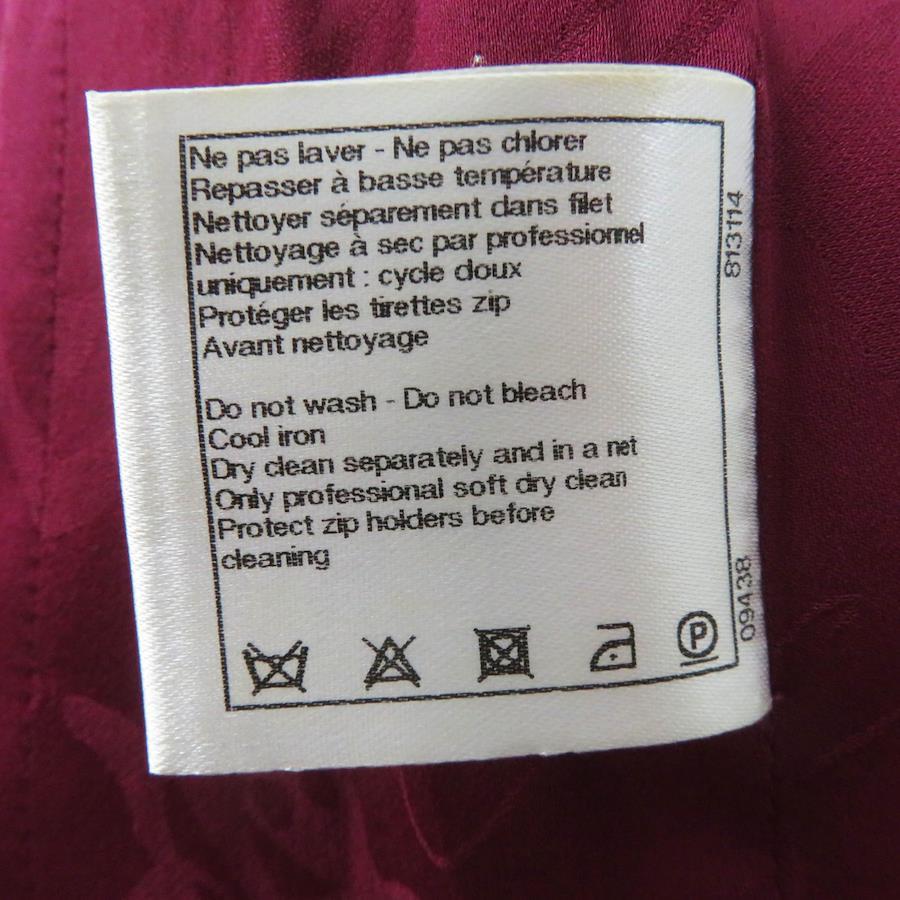 Ne pas laver - Ne pas chlorer
Repasser à basse température
Nettoyer séparement dans filet
Nettoyage à sec par professionnel
uniquement : cycle doux
Protéger les tirettes zip
Avant nettoyage
Do not wash - Do not bleach
Cool iron
Dry clean separately and in a net
Only professional soft dry clean
Protect zip holders before
cleaning
P
813114
09438